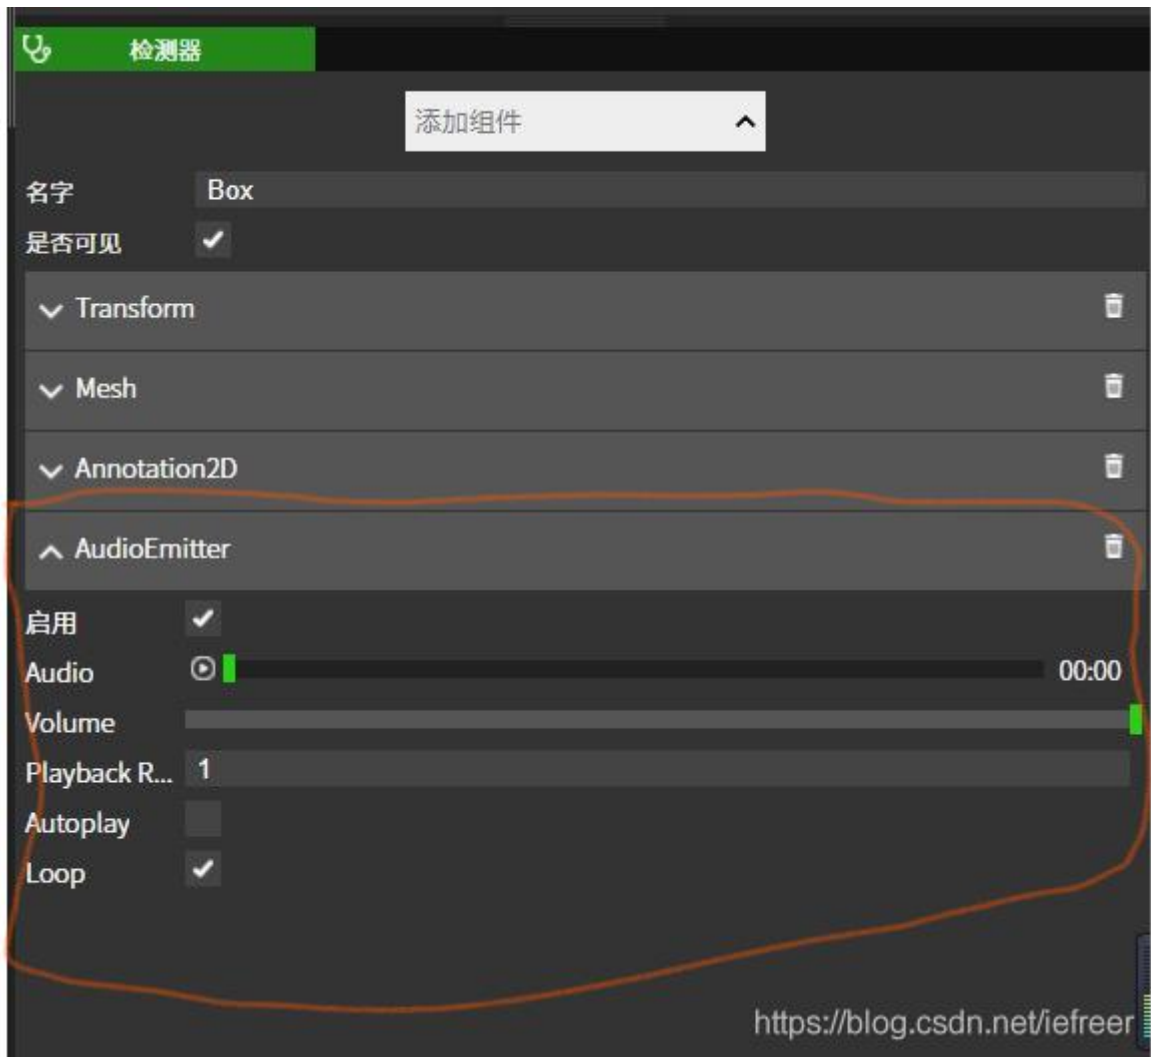 检测器
添加组件
名字 Box
是否可见
Transform
Mesh
Annotation2D
AudioEmitter
启用
Audio 00:00
Volume
Playback R... 1
Autoplay
Loop
https://blog.csdn.net/iefreer